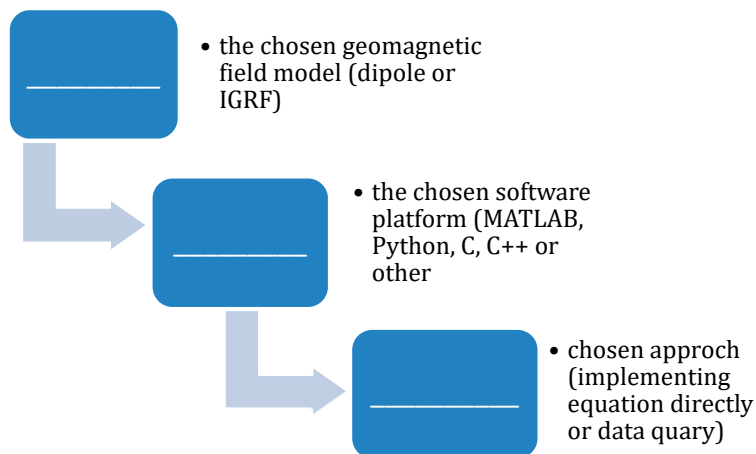 • the chosen geomagnetic
field model (dipole or
IGRF)
• the chosen software
platform (MATLAB,
Python, C, C++ or
other
• chosen approch
(implementing
equation directly
or data quary)